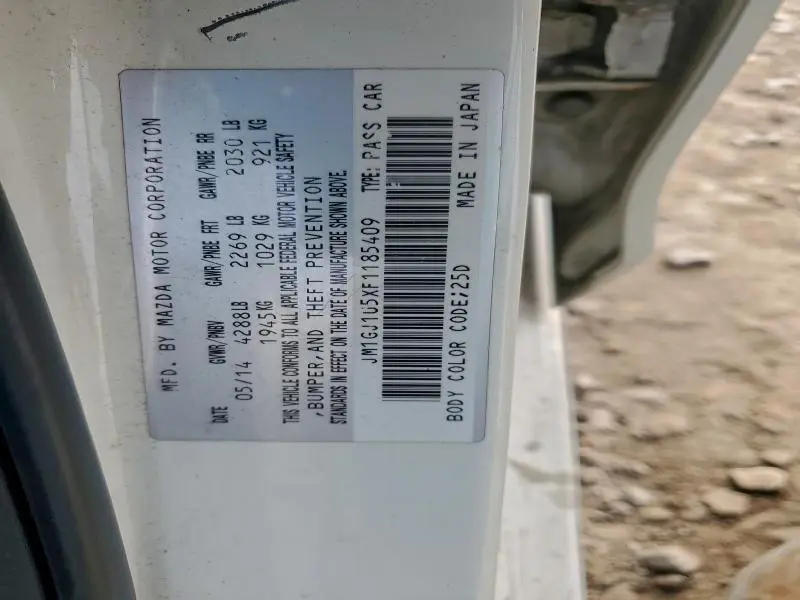 MFD. BY MAZDA MOTOR CORPORATION
DATE GVWR/PNBV GAWR/PNBE FRT GAWR/PNBE RR
05/14 4288LB 2269 LB 2030 LB
1945KG 1029 KG 921 KG
THIS VEHICLE CONFORMS TO ALL APPLICABLE FEDERAL MOTOR VEHICLE SAFETY
,BUMPER,AND THEFT PREVENTION
STANDARDS IN EFFECT ON THE DATE OF MANUFACTURE SHOWN ABOVE.
JM1GJ1U5XF1185409 TYPE: PASS CAR
BODY COLOR CODE:25D MADE IN JAPAN